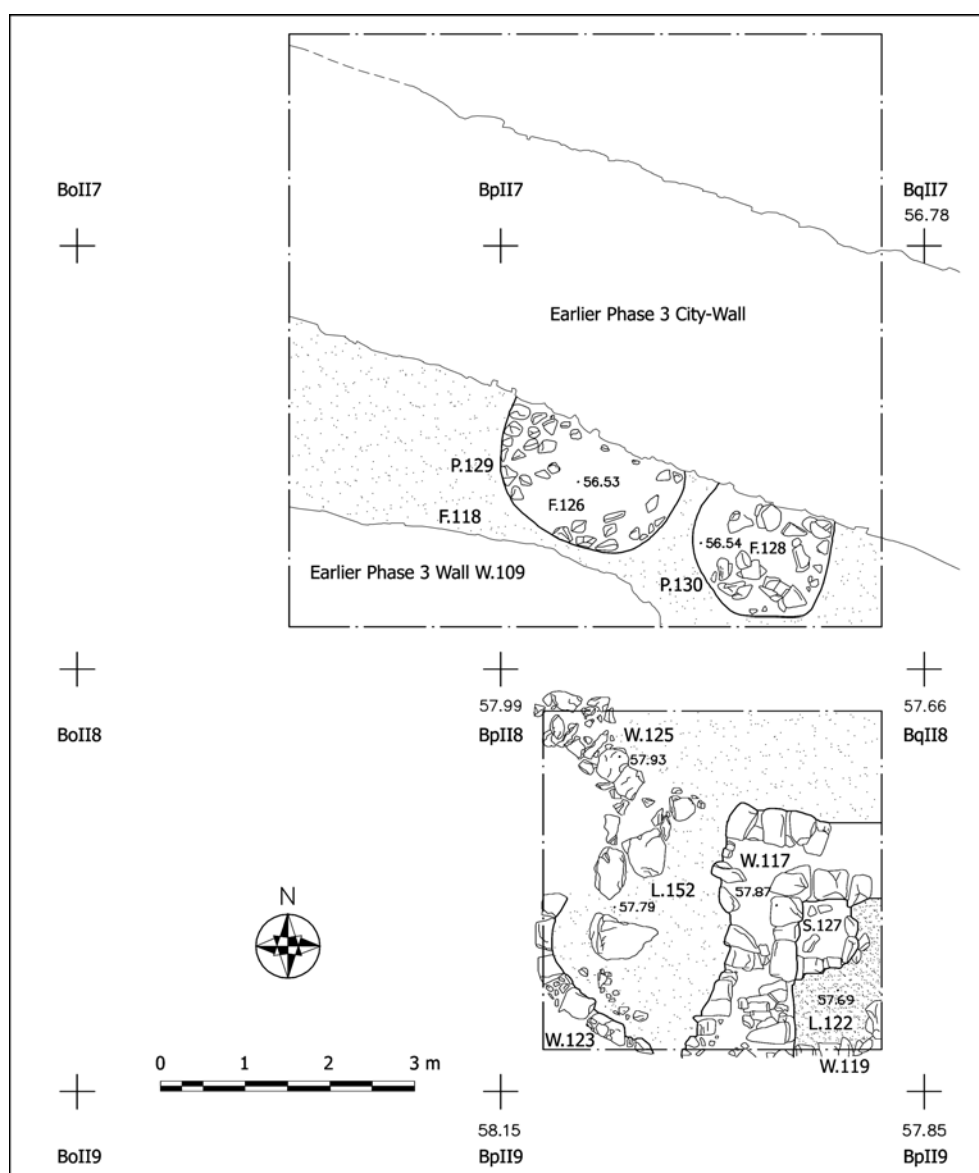 BoII7
BpII7
BqII7
56.78
Earlier Phase 3 City-Wall
P.129
56.53
F.126
F.118
56.54
F.128
Earlier Phase 3 Wall W.109
P.130
57.99
57.66
BoII8
BpII8
BqII8
W.125
57.93
W.117
L.152
57.87
57.79
S.127
N
57.69
L.122
W.123
0 1 2 3 m
W.119
58.15
57.85
BoII9
BpII9
BpII9